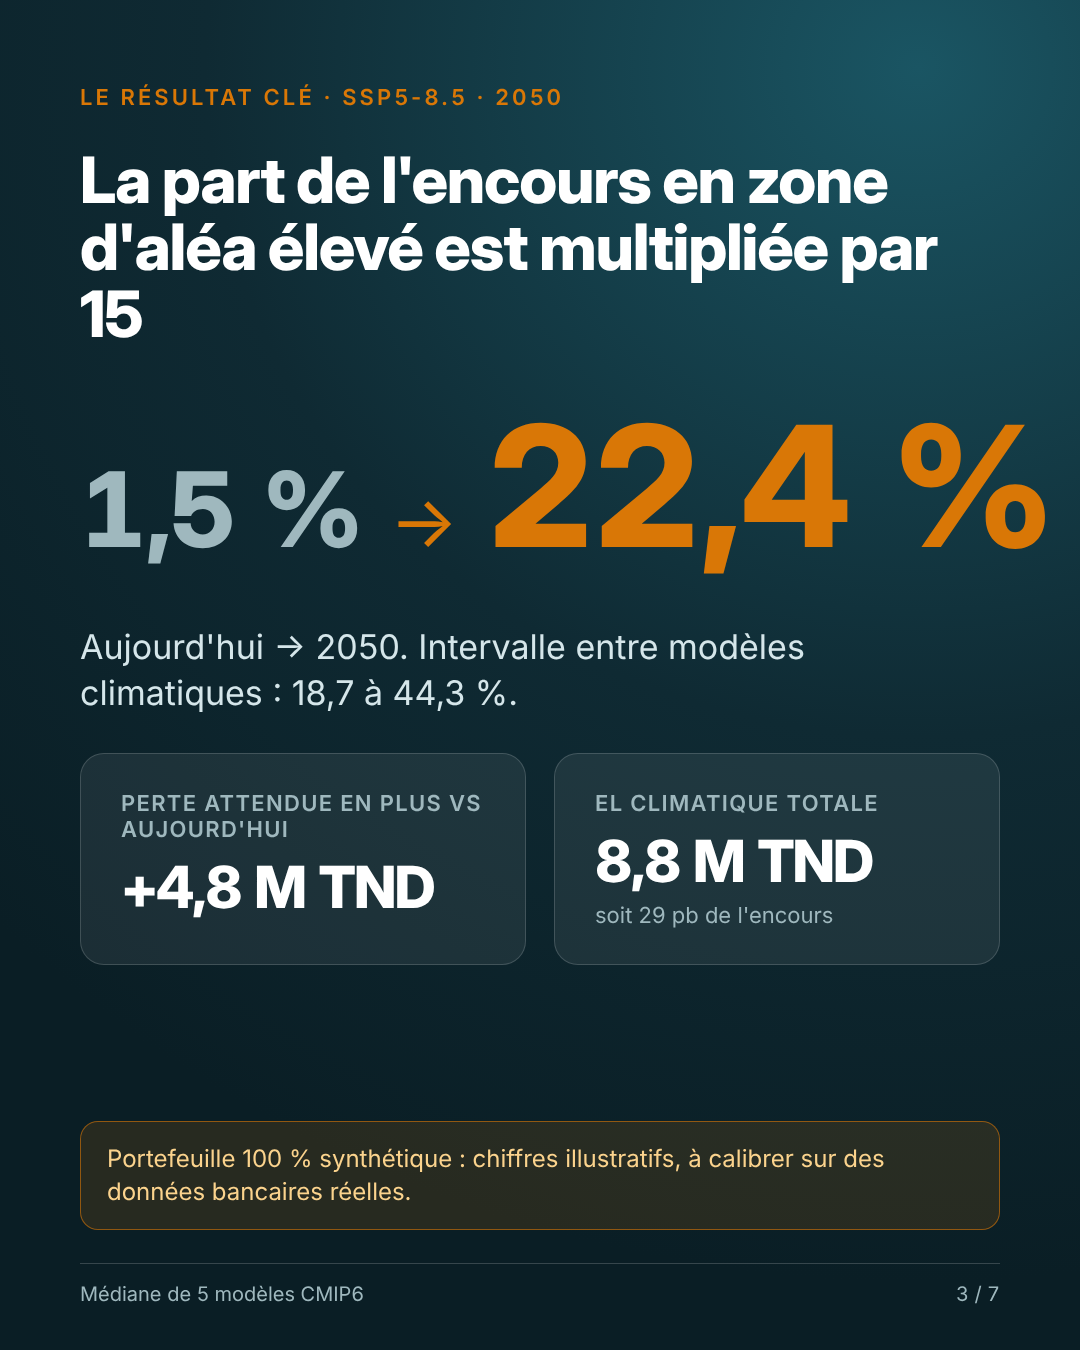 LE RÉSULTAT CLÉ · SSP5-8.5 · 2050
La part de l'encours en zone
d'aléa élevé est multipliée par
15
1,5 % → 22,4 %
Aujourd'hui → 2050. Intervalle entre modèles
climatiques : 18,7 à 44,3 %.
PERTE ATTENDUE EN PLUS VS
AUJOURD'HUI
+4,8 M TND
EL CLIMATIQUE TOTALE
8,8 M TND
soit 29 pb de l'encours
Portefeuille 100 % synthétique : chiffres illustratifs, à calibrer sur des
données bancaires réelles.
Médiane de 5 modèles CMIP6
3 / 7